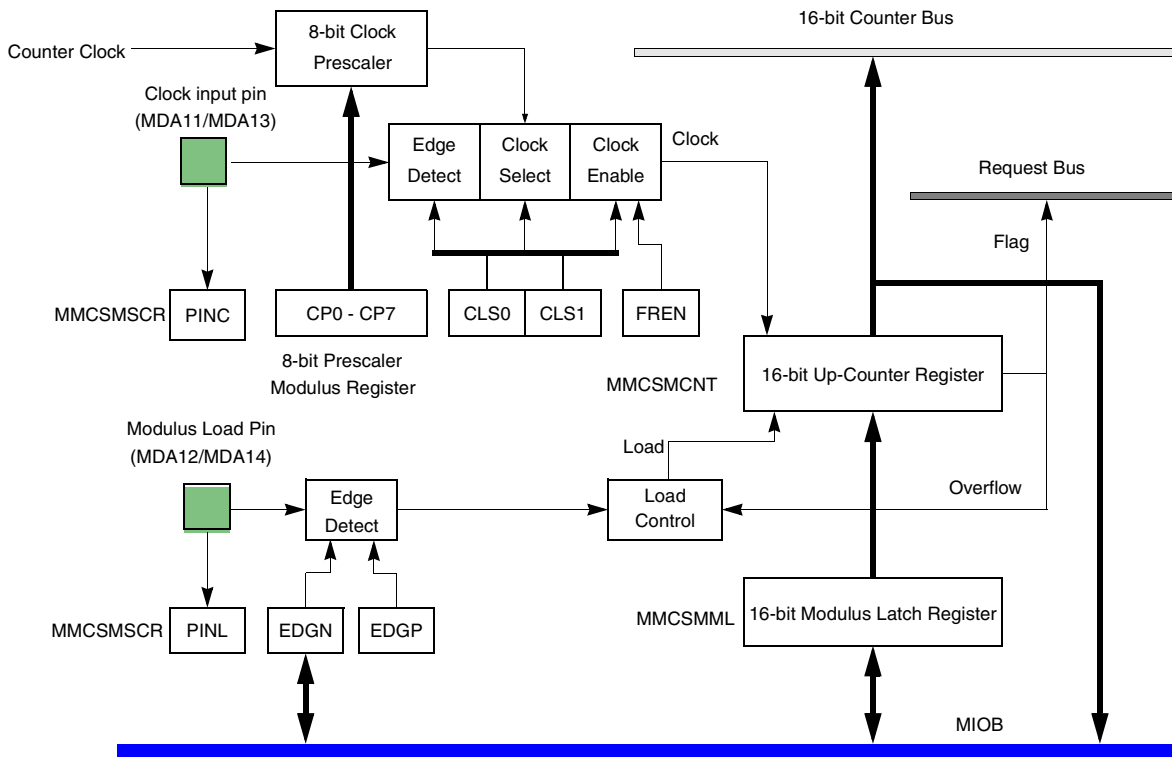 16-bit Counter Bus
8-bit Clock
Prescaler
Counter Clock
Clock input pin
(MDA11/MDA13)
Edge
Detect
Clock
Select
Clock
Enable
Clock
Request Bus
Flag
MMCSMSCR
PINC
CP0 - CP7
CLS0
CLS1
FREN
8-bit Prescaler
Modulus Register
MMCSMCNT
16-bit Up-Counter Register
Modulus Load Pin
(MDA12/MDA14)
Load
Edge
Detect
Load
Control
Overflow
MMCSMSCR
PINL
EDGN
EDGP
MMCSMML
16-bit Modulus Latch Register
MIOB